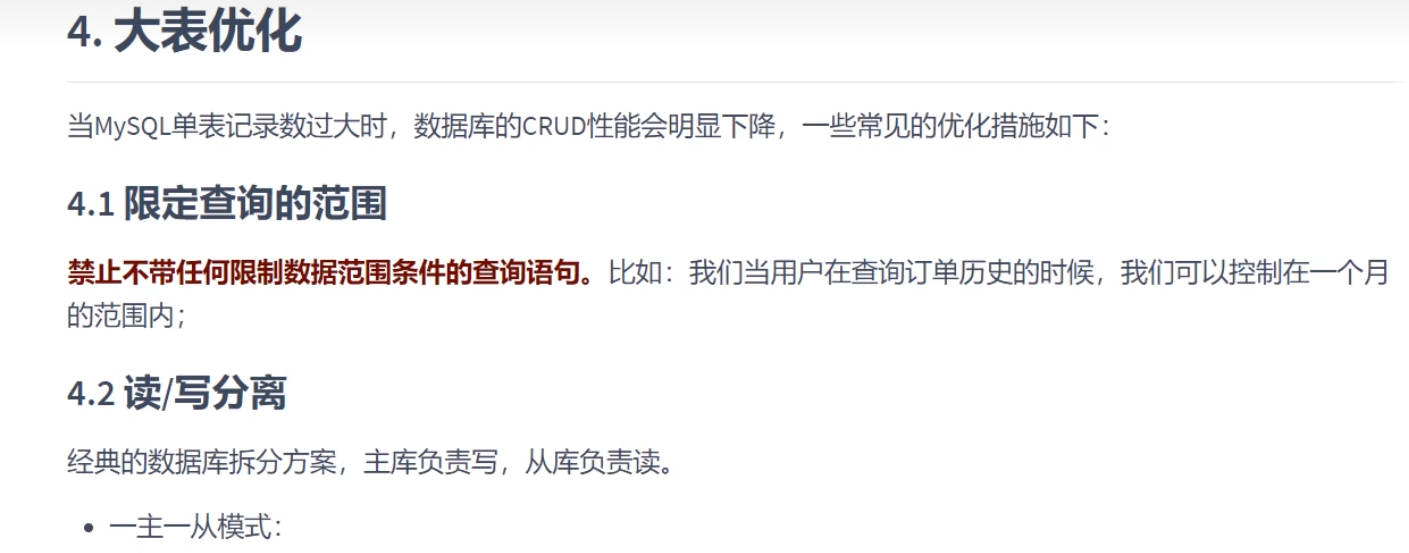 4. 大表优化
当MySQL单表记录数过大时，数据库的CRUD性能会明显下降，一些常见的优化措施如下：
4.1 限定查询的范围
禁止不带任何限制数据范围条件的查询语句。比如：我们当用户在查询订单历史的时候，我们可以控制在一个月
的范围内；
4.2 读/写分离
经典的数据库拆分方案，主库负责写，从库负责读。
• 一主一从模式：